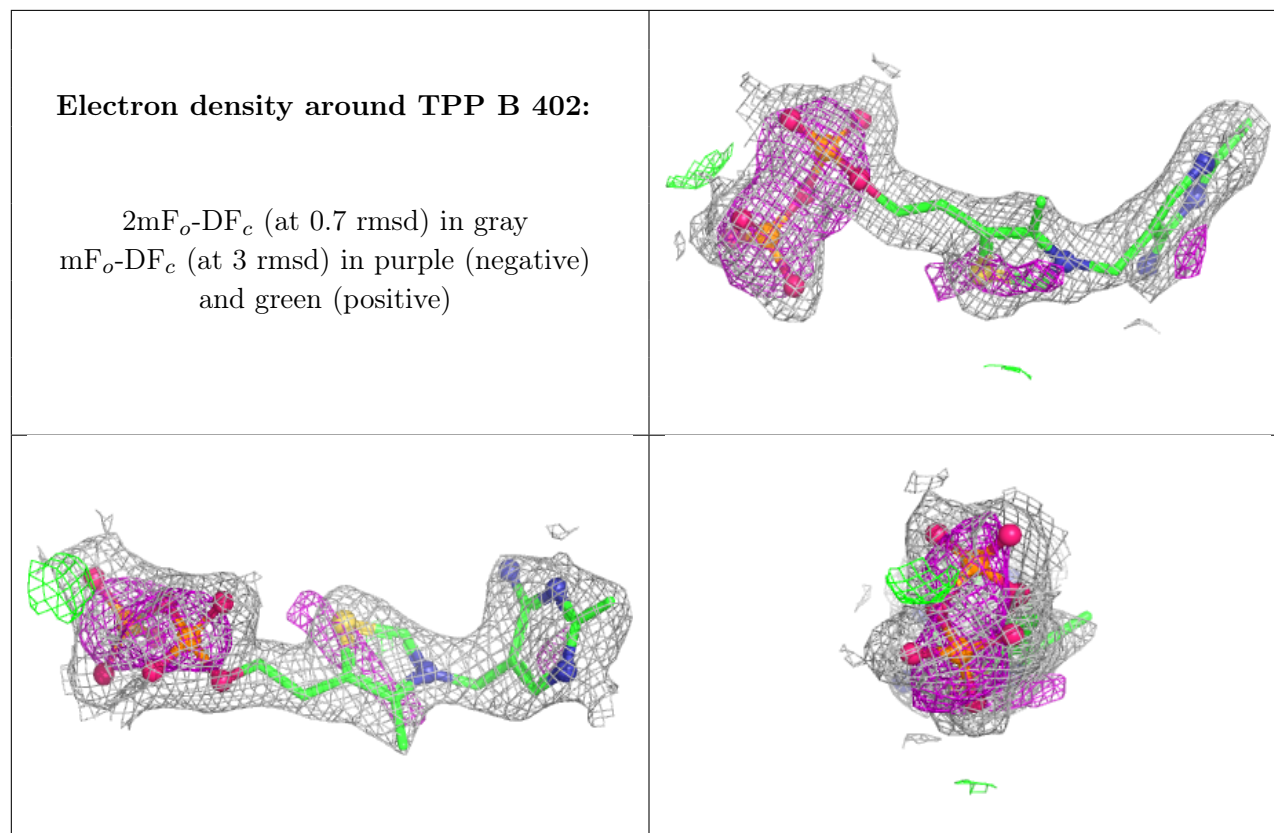 Electron density around TPP B 402:
2mFo-DFc (at 0.7 rmsd) in gray
mFo-DFc (at 3 rmsd) in purple (negative)
and green (positive)